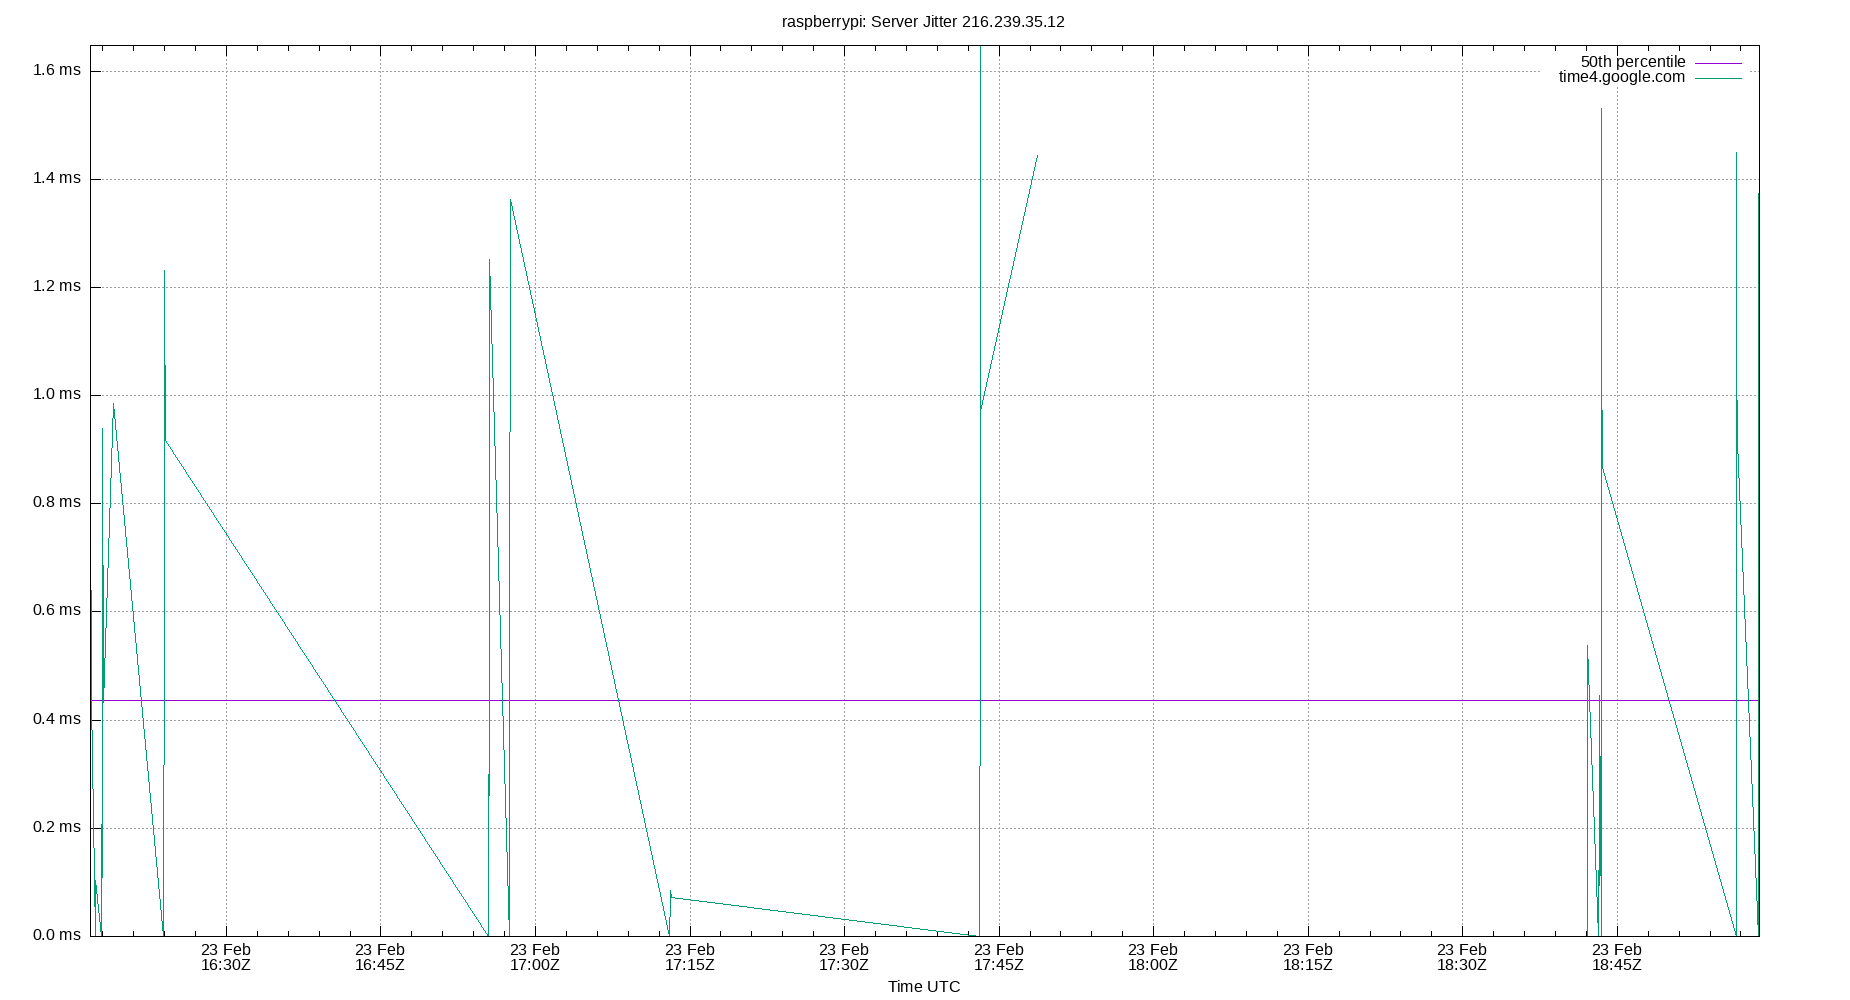 raspberrypi: Server Jitter 216.239.35.12
50th percentile
time4.google.com
1.6 ms
1.4 ms
1.2 ms
1.0 ms
0.8 ms
0.6 ms
0.4 ms
0.2 ms
0.0 ms
23 Feb 23 Feb 23 Feb 23 Feb 23 Feb 23 Feb 23 Feb 23 Feb 23 Feb 23 Feb
16:30Z 16:45Z 17:00Z 17:15Z 17:30Z 17:45Z 18:00Z 18:15Z 18:30Z 18:45Z
Time UTC